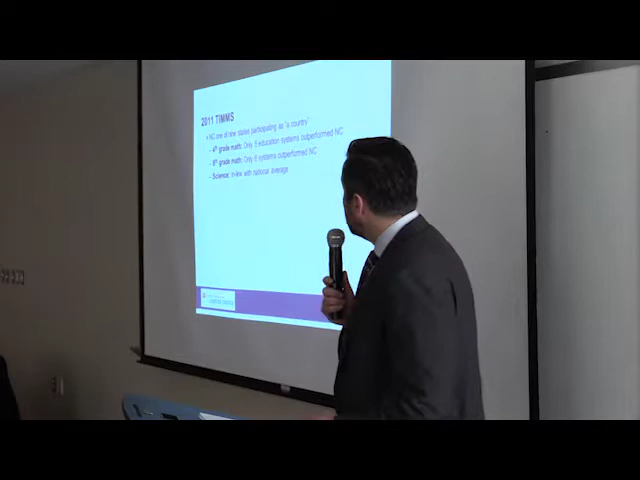 2011 TIMMS
• NC one of nine states participating as "a country"
- 4th grade math: Only 5 education systems outperformed NC
- 8th grade math: Only 6 systems outperformed NC
- Science: in-line with national average